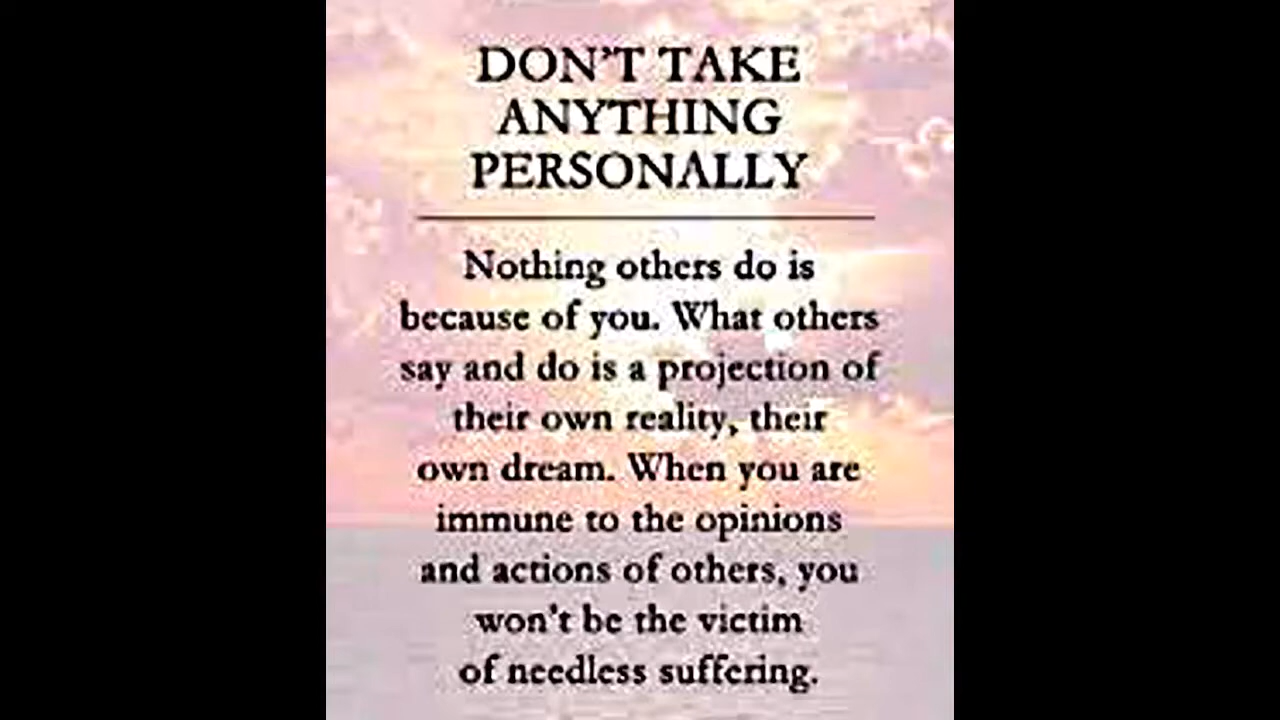 DON'T TAKE
ANYTHING
PERSONALLY
Nothing others do is
because of you. What others
say and do is a projection of
their own reality, their
own dream. When you are
immune to the opinions
and actions of others, you
won't be the victim
of needless suffering.